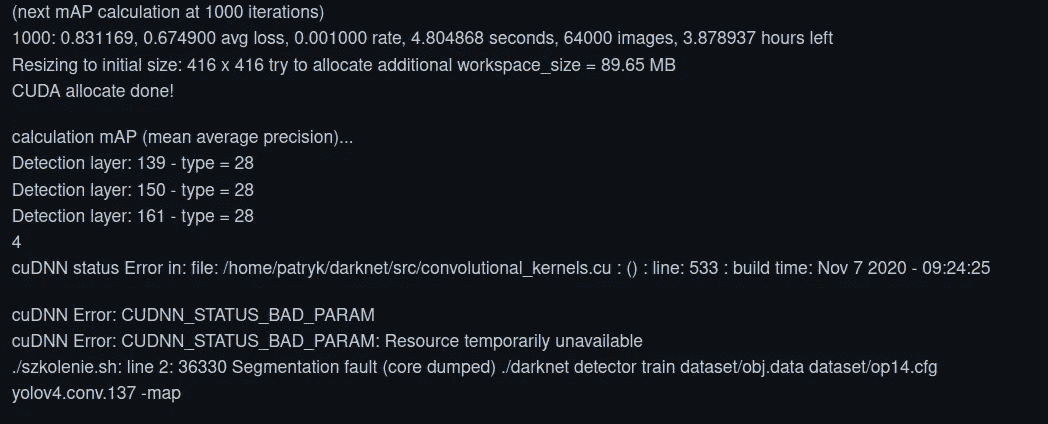 (next mAP calculation at 1000 iterations)
1000: 0.831169, 0.674900 avg loss, 0.001000 rate, 4.804868 seconds, 64000 images, 3.878937 hours left
Resizing to initial size: 416 x 416 try to allocate additional workspace_size = 89.65 MB
CUDA allocate done!
calculation mAP (mean average precision)...
Detection layer: 139 - type = 28
Detection layer: 150 - type = 28
Detection layer: 161 - type = 28
4
cuDNN status Error in: file: /home/patryk/darknet/src/convolutional_kernels.cu : () : line: 533 : build time: Nov 7 2020 - 09:24:25
cuDNN Error: CUDNN_STATUS_BAD_PARAM
cuDNN Error: CUDNN_STATUS_BAD_PARAM: Resource temporarily unavailable
./szkolenie.sh: line 2: 36330 Segmentation fault (core dumped) ./darknet detector train dataset/obj.data dataset/op14.cfg
yolov4.conv.137 -map